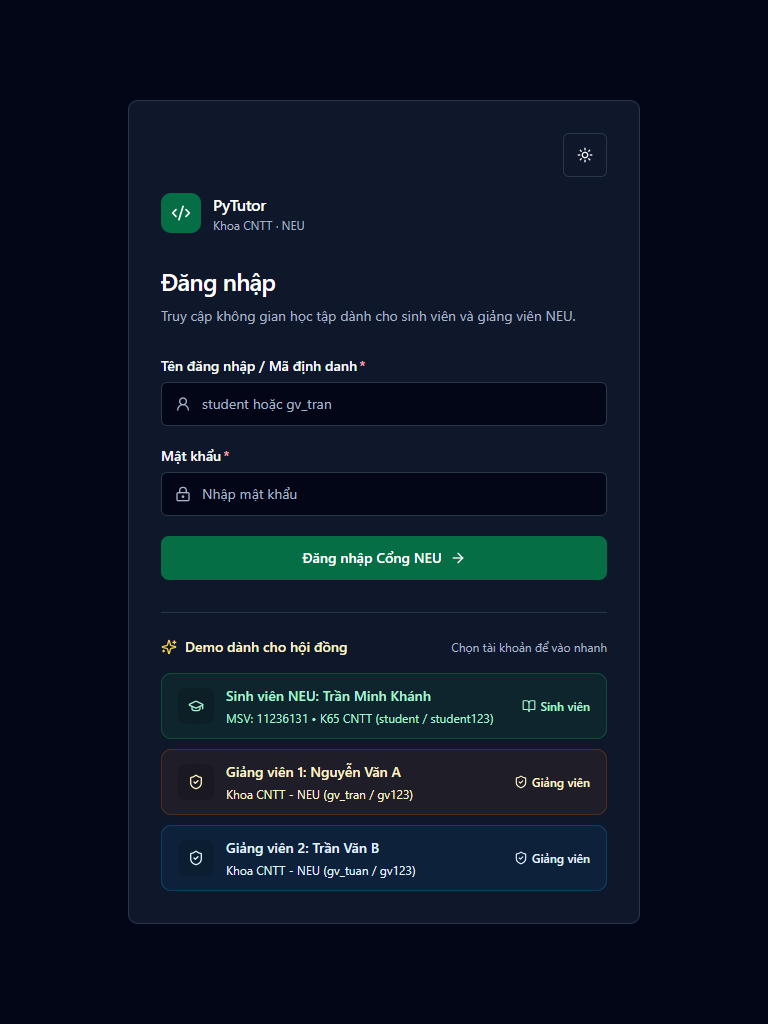 PyTutor
Khoa CNTT · NEU
Đăng nhập
Truy cập không gian học tập dành cho sinh viên và giảng viên NEU.
Tên đăng nhập / Mã định danh *
student hoặc gv_tran
Mật khẩu *
Nhập mật khẩu
Đăng nhập Cổng NEU →
Demo dành cho hội đồng
Chọn tài khoản để vào nhanh
Sinh viên NEU: Trần Minh Khánh
MSV: 11236131 • K65 CNTT (student / student123)
Sinh viên
Giảng viên 1: Nguyễn Văn A
Khoa CNTT - NEU (gv_tran / gv123)
Giảng viên
Giảng viên 2: Trần Văn B
Khoa CNTT - NEU (gv_tuan / gv123)
Giảng viên